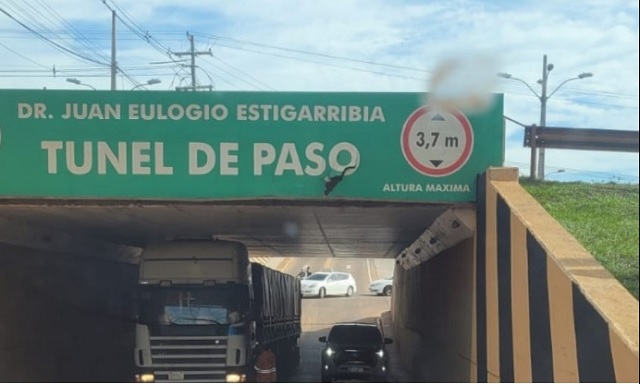 DR. JUAN EULOGIO ESTIGARRIBIA
TUNEL DE PASO
3,7 m
ALTURA MAXIMA